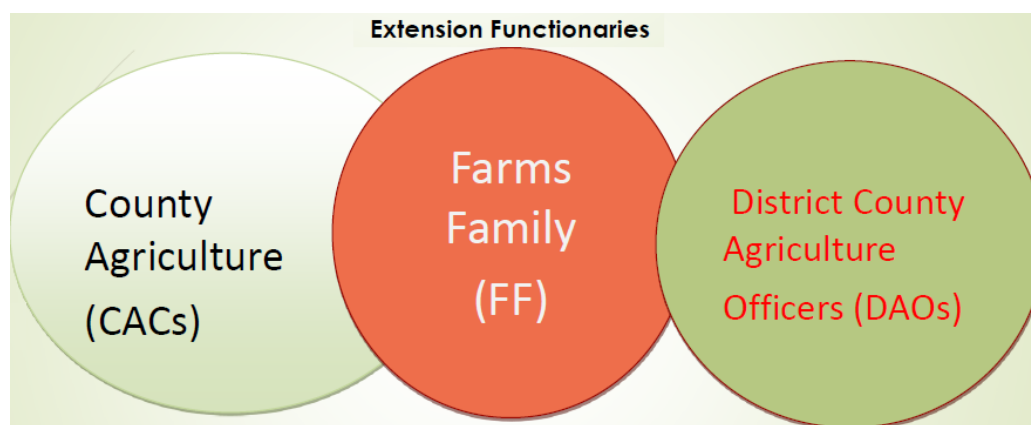 Extension Functionaries
County
Agriculture
(CACs)
Farms
Family
(FF)
District County
Agriculture
Officers (DAOs)